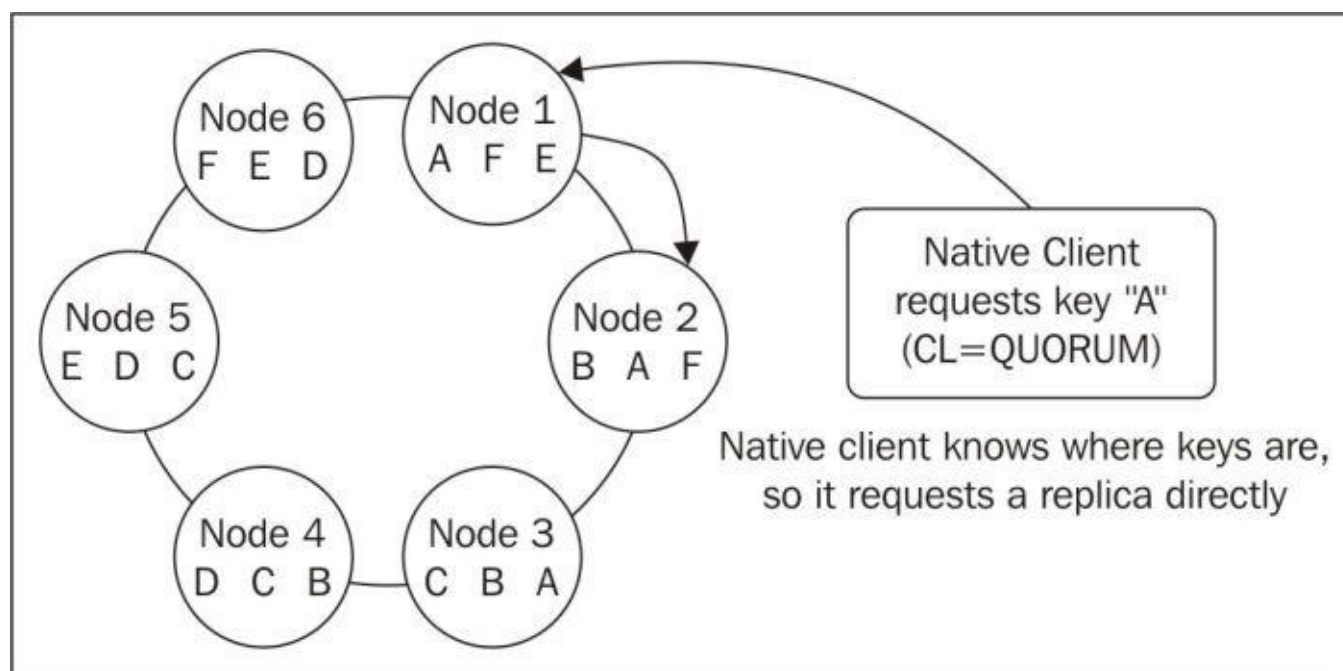 Node 6
F E D
Node 1
A F E
Node 5
E D C
Node 2
B A F
Node 4
D C B
Node 3
C B A
Native Client
requests key "A"
(CL=QUORUM)
Native client knows where keys are,
so it requests a replica directly